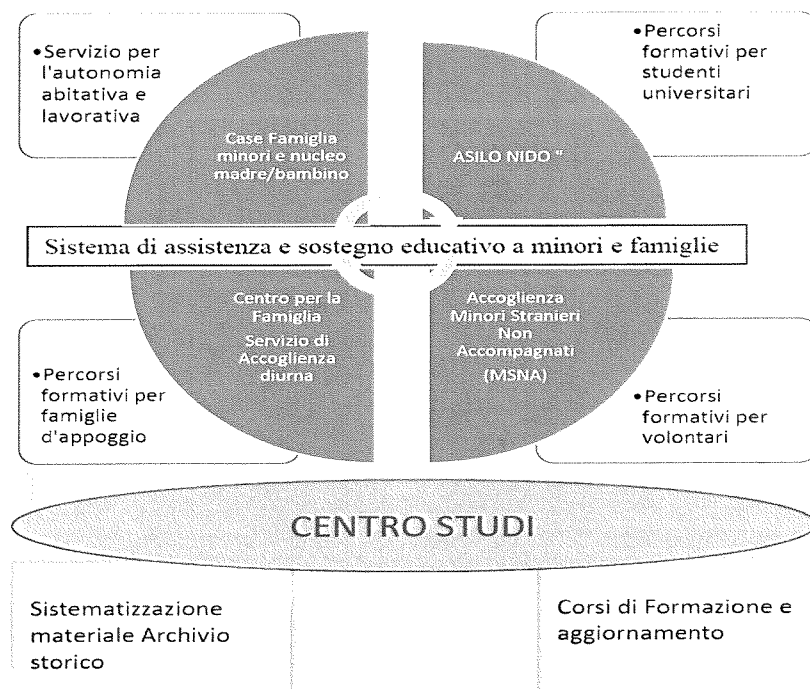 •Servizio per
l'autonomia
abitativa e
lavorativa
•Percorsi
formativi per
studenti
universitari
Case Famiglia
minori e nucleo
madre/bambino
ASILO NIDO "
Sistema di assistenza e sostegno educativo a minori e famiglie
Centro per la
Famiglia
Servizio di
Accoglienza
diurna
Accoglienza
Minori Stranieri
Non
Accompagnati
(MSNA)
•Percorsi
formativi per
famiglie
d'appoggio
•Percorsi
formativi per
volontari
CENTRO STUDI
Sistematizzazione
materiale Archivio
storico
Corsi di Formazione e
aggiornamento